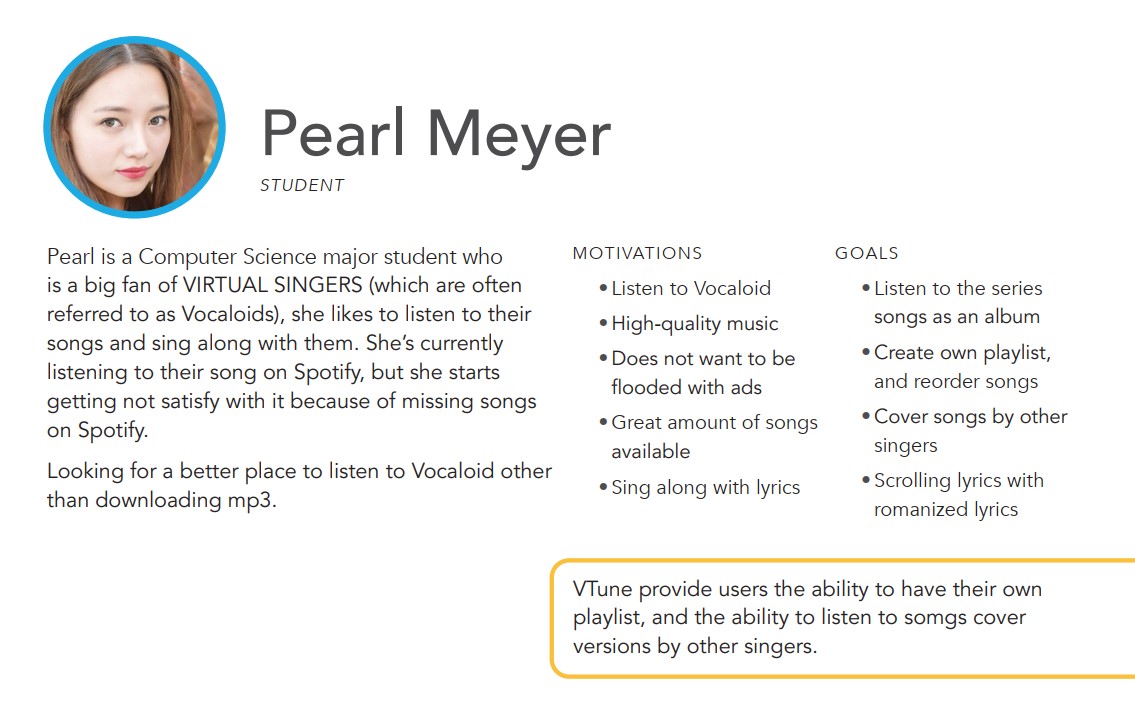 Pearl Meyer
STUDENT
Pearl is a Computer Science major student who
is a big fan of VIRTUAL SINGERS (which are often
referred to as Vocaloids), she likes to listen to their
songs and sing along with them. She’s currently
listening to their song on Spotify, but she starts
getting not satisfy with it because of missing songs
on Spotify.
Looking for a better place to listen to Vocaloid other
than downloading mp3.
MOTIVATIONS
• Listen to Vocaloid
• High-quality music
• Does not want to be
flooded with ads
• Great amount of songs
available
• Sing along with lyrics
GOALS
• Listen to the series
songs as an album
• Create own playlist,
and reorder songs
• Cover songs by other
singers
• Scrolling lyrics with
romanized lyrics
VTune provide users the ability to have their own
playlist, and the ability to listen to somgs cover
versions by other singers.